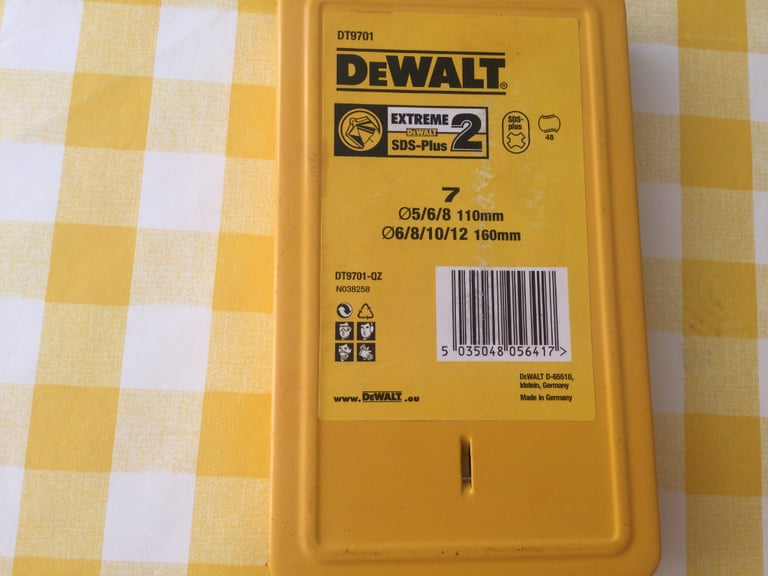 DT9701
DEWALT®
EXTREME 2
DEWALT
SDS-Plus
SDS-plus
48
7
Ø5/6/8 110mm
Ø6/8/10/12 160mm
DT9701-QZ
N038258
5 035048 056417 >
DEWALT D-65510,
Idstein, Germany
Made in Germany
www.DEWALT.eu